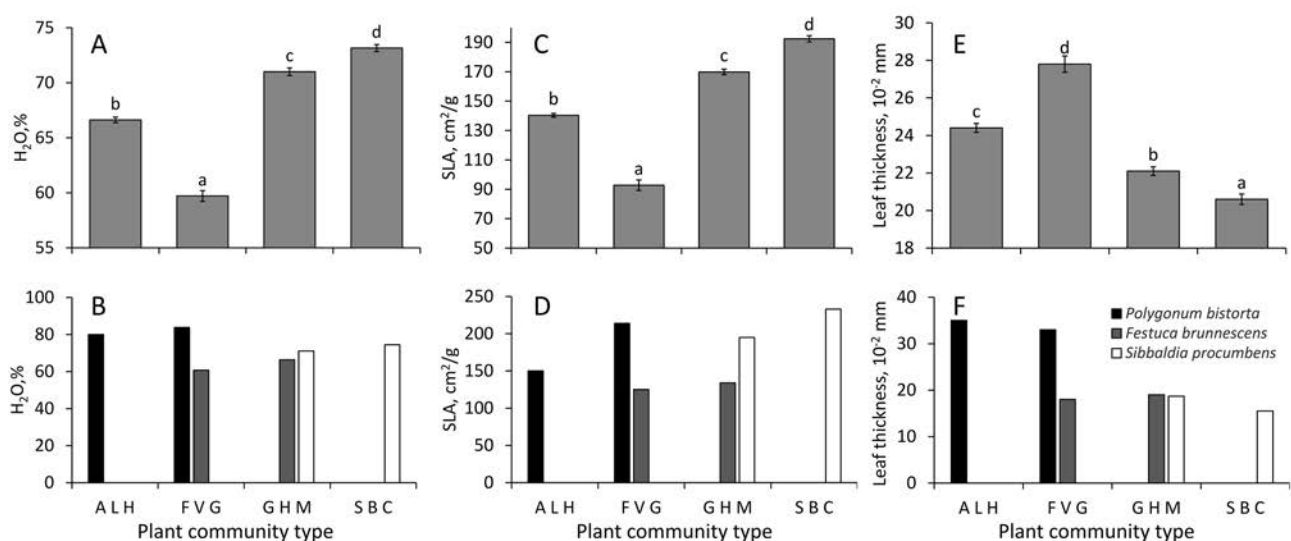 A
H2O,%
75
70
65
60
55
b
a
c
d
C
SLA, cm²/g
190
170
150
130
110
90
70
50
b
a
c
d
E
Leaf thickness, 10⁻² mm
30
28
26
24
22
20
18
c
d
b
a
B
H2O,%
100
80
60
40
20
0
A L H F V G G H M S B C
Plant community type
D
SLA, cm²/g
250
200
150
100
50
0
A L H F V G G H M S B C
Plant community type
F
Leaf thickness, 10⁻² mm
40
30
20
10
0
Polygonum bistorta
Festuca brunnescens
Sibbaldia procumbens
A L H F V G G H M S B C
Plant community type